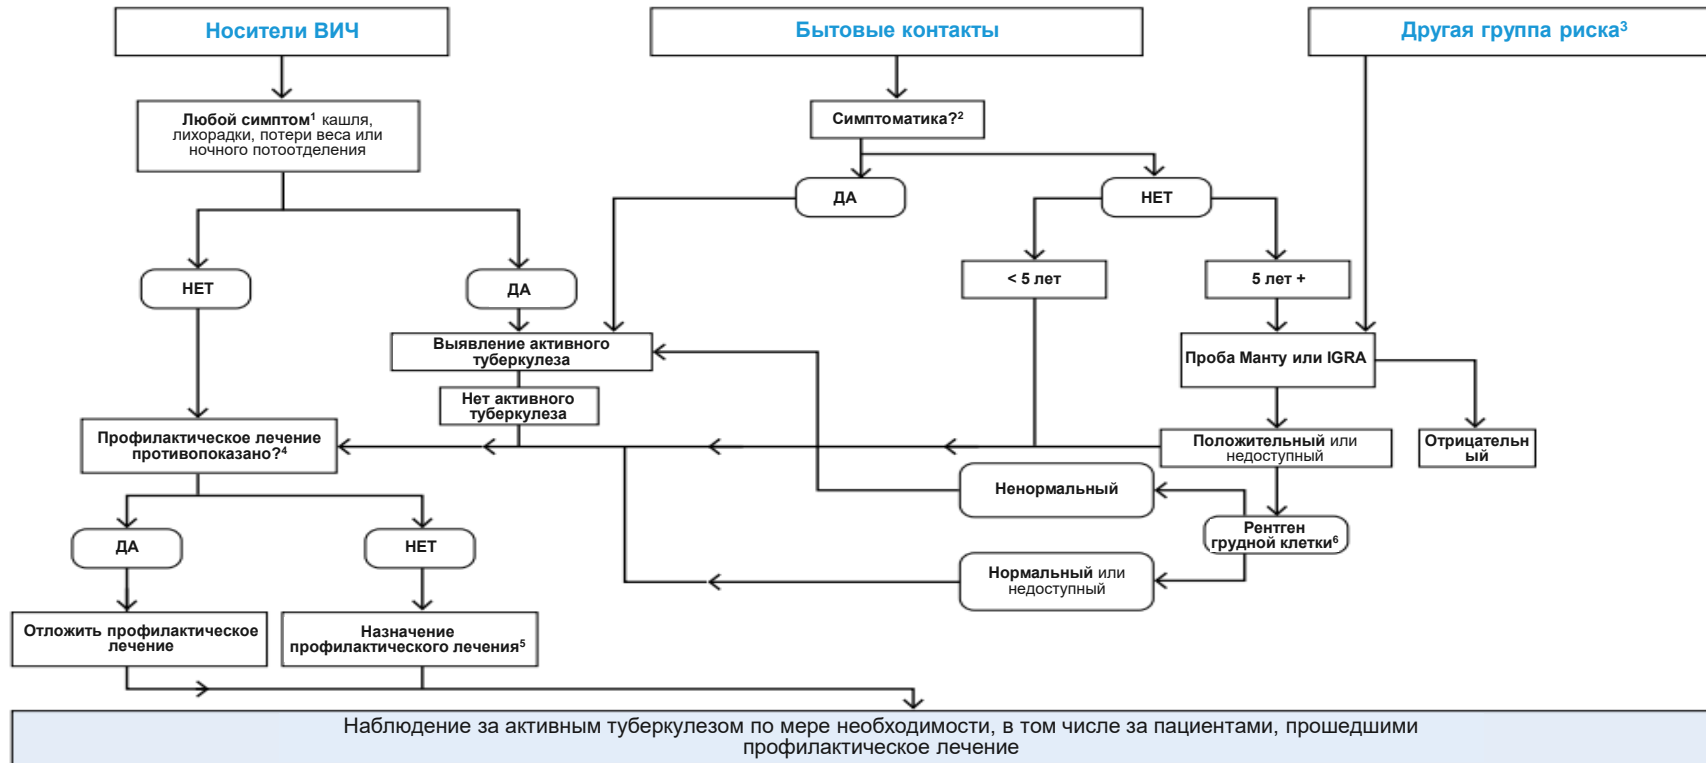 Носители ВИЧ
Бытовые контакты
Другая группа риска³
Любой симптом¹ кашля,
лихорадки, потери веса или
ночного потоотделения
Симптоматика?²
ДА
НЕТ
НЕТ
ДА
< 5 лет
5 лет +
Выявление активного
туберкулеза
Проба Манту или IGRA
Нет активного
туберкулеза
Профилактическое лечение
противопоказано?⁴
Положительный или
недоступный
Отрицательн
ый
Ненормальный
Рентген
грудной клетки⁶
ДА
НЕТ
Нормальный или
недоступный
Отложить профилактическое
лечение
Назначение
профилактического лечения⁵
Наблюдение за активным туберкулезом по мере необходимости, в том числе за пациентами, прошедшими
профилактическое лечение